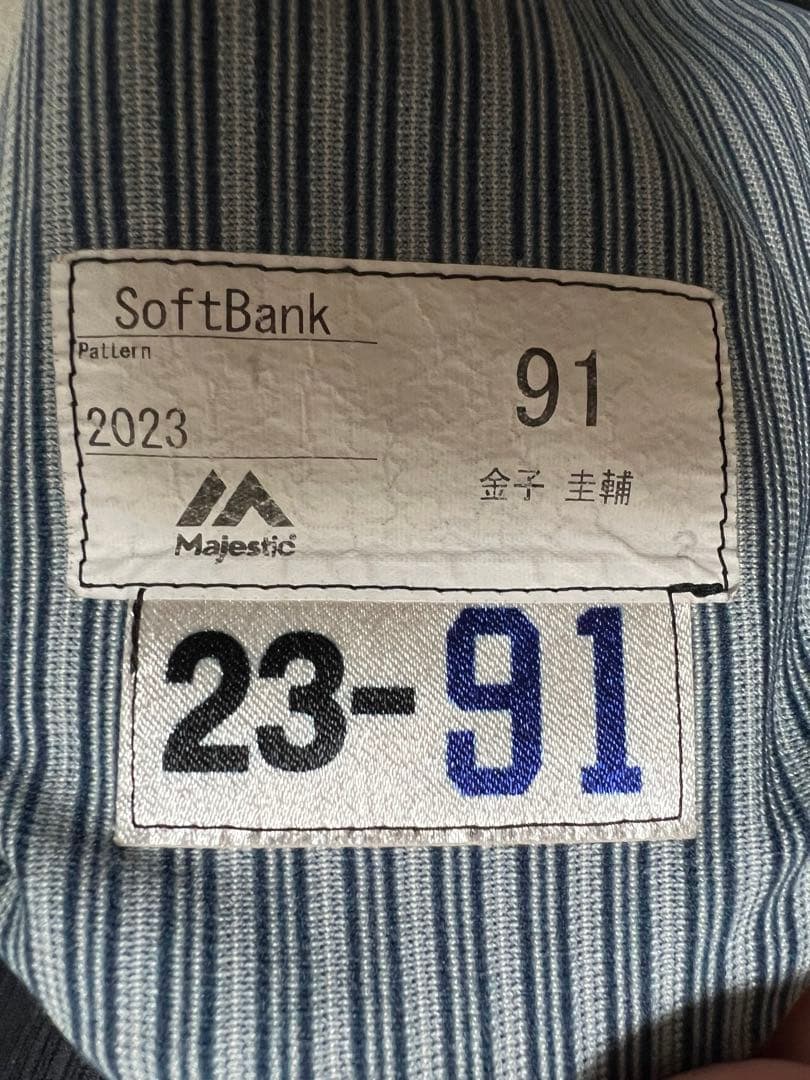 SoftBank
Pattern
2023
Majestic
91
金子 圭輔
23-91